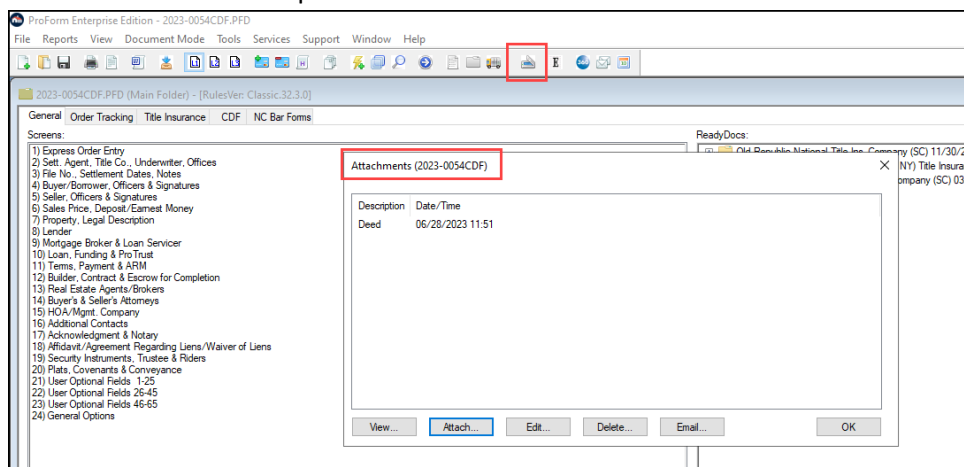 ProForm Enterprise Edition - 2023-0054CDF.PFD
File Reports View Document Mode Tools Services Support Window Help
2023-0054CDF.PFD (Main Folder) - [RulesVer: Classic.32.3.0]
General Order Tracking Title Insurance CDF NC Bar Forms
Screens:
ReadyDocs:
1) Express Order Entry
2) Sett. Agent, Title Co., Underwriter, Offices
3) File No., Settlement Dates, Notes
4) Buyer/Borrower, Officers & Signatures
5) Seller, Officers & Signatures
6) Sales Price, Deposit/Earnest Money
7) Property, Legal Description
8) Lender
9) Mortgage Broker & Loan Servicer
10) Loan, Funding & ProTrust
11) Terms, Payment & ARM
12) Builder, Contract & Escrow for Completion
13) Real Estate Agents/Brokers
14) Buyer's & Seller's Attorneys
15) HOA/Mgmt. Company
16) Additional Contacts
17) Acknowledgment & Notary
18) Affidavit/Agreement Regarding Liens/Waiver of Liens
19) Security Instruments, Trustee & Riders
20) Plats, Covenants & Conveyance
21) User Optional Fields 1-25
22) User Optional Fields 26-45
23) User Optional Fields 46-65
24) General Options
Old Republic National Title Ins. Company (SC) 11/30/2
NY) Title Insura
ompany (SC) 03
Attachments (2023-0054CDF)
Description Date/Time
Deed 06/28/2023 11:51
View... Attach... Edit... Delete... Email... OK